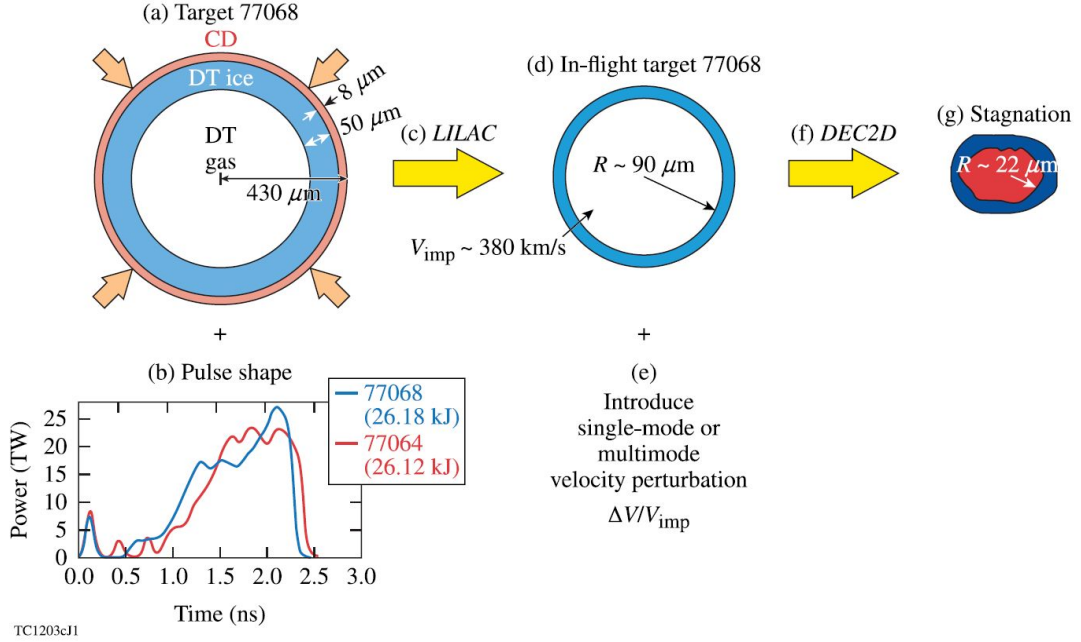 (a) Target 77068
CD
DT ice
8 μm
50 μm
DT
gas
430 μm
(c) LILAC
(d) In-flight target 77068
R ~ 90 μm
V_imp ~ 380 km/s
(f) DEC2D
(g) Stagnation
R ~ 22 μm
+
(b) Pulse shape
77068
(26.18 kJ)
77064
(26.12 kJ)
Power (TW)
25
20
15
10
5
0
0.0 0.5 1.0 1.5 2.0 2.5 3.0
Time (ns)
+
(e)
Introduce
single-mode or
multimode
velocity perturbation
ΔV/V_imp
TC1203cJ1